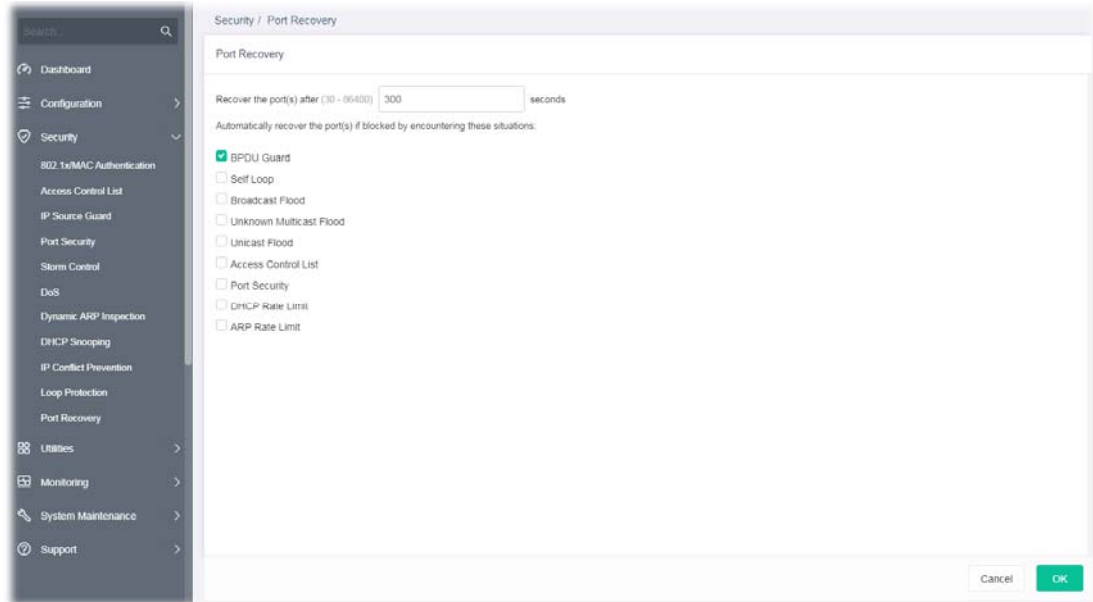 Search...
Dashboard
Configuration
Security
802.1x/MAC Authentication
Access Control List
IP Source Guard
Port Security
Storm Control
DoS
Dynamic ARP Inspection
DHCP Snooping
IP Conflict Prevention
Loop Protection
Port Recovery
Utilities
Monitoring
System Maintenance
Support
Security / Port Recovery
Port Recovery
Recover the port(s) after (30 - 86400) 300 seconds
Automatically recover the port(s) if blocked by encountering these situations:
BPDU Guard
Self Loop
Broadcast Flood
Unknown Multicast Flood
Unicast Flood
Access Control List
Port Security
DHCP Rate Limit
ARP Rate Limit
Cancel
OK